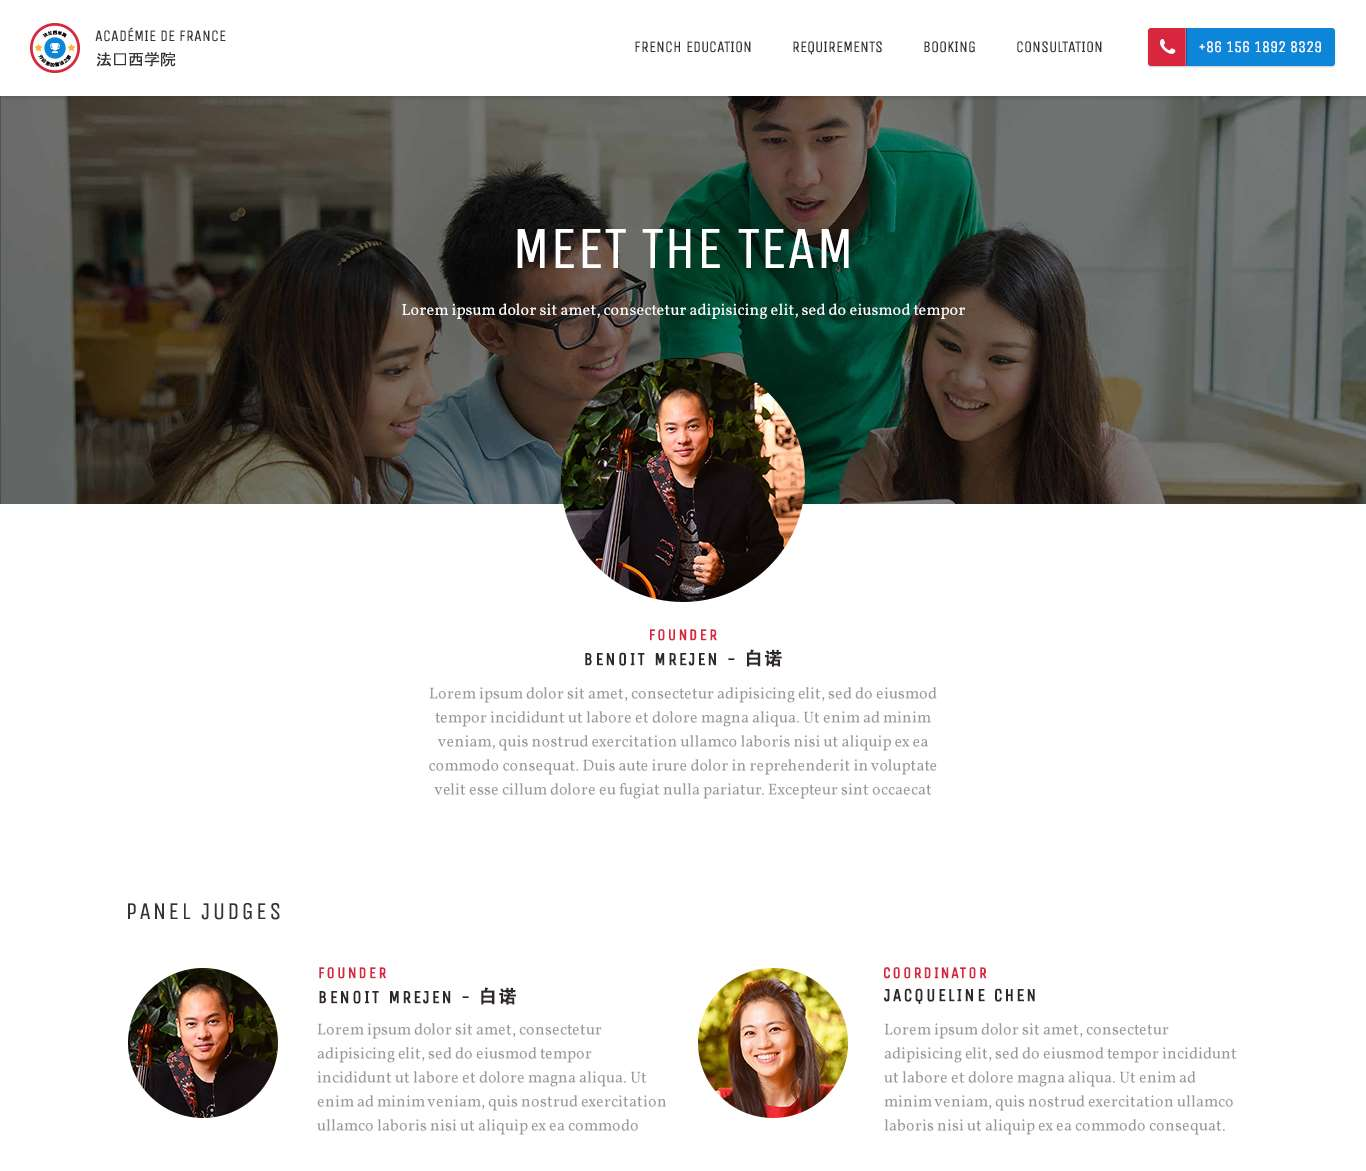 ACADÉMIE DE FRANCE
法口西学院
FRENCH EDUCATION
REQUIREMENTS
BOOKING
CONSULTATION
+86 156 1892 8329
MEET THE TEAM
Lorem ipsum dolor sit amet, consectetur adipisicing elit, sed do eiusmod tempor
FOUNDER
BENOIT MREJEN - 白诺
Lorem ipsum dolor sit amet, consectetur adipisicing elit, sed do eiusmod
tempor incididunt ut labore et dolore magna aliqua. Ut enim ad minim
veniam, quis nostrud exercitation ullamco laboris nisi ut aliquip ex ea
commodo consequat. Duis aute irure dolor in reprehenderit in voluptate
velit esse cillum dolore eu fugiat nulla pariatur. Excepteur sint occaecat
PANEL JUDGES
FOUNDER
BENOIT MREJEN - 白诺
Lorem ipsum dolor sit amet, consectetur
adipisicing elit, sed do eiusmod tempor
incididunt ut labore et dolore magna aliqua. Ut
enim ad minim veniam, quis nostrud exercitation
ullamco laboris nisi ut aliquip ex ea commodo
COORDINATOR
JACQUELINE CHEN
Lorem ipsum dolor sit amet, consectetur
adipisicing elit, sed do eiusmod tempor incididunt
ut labore et dolore magna aliqua. Ut enim ad
minim veniam, quis nostrud exercitation ullamco
laboris nisi ut aliquip ex ea commodo consequat.